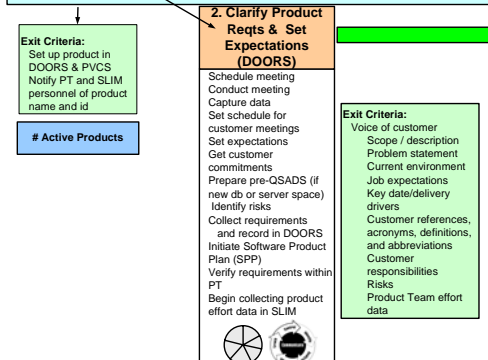 Exit Criteria:
Set up product in
DOORS & PVCS
Notify PT and SLIM
personnel of product
name and id
# Active Products
2. Clarify Product
Reqts & Set
Expectations
(DOORS)
Schedule meeting
Conduct meeting
Capture data
Set schedule for
customer meetings
Set expectations
Get customer
commitments
Prepare pre-QSADS (if
new db or server space)
Identify risks
Collect requirements
and record in DOORS
Initiate Software Product
Plan (SPP)
Verify requirements within
PT
Begin collecting product
effort data in SLIM
Exit Criteria:
Voice of customer
Scope / description
Problem statement
Current environment
Job expectations
Key date/delivery
drivers
Customer references,
acronyms, definitions,
and abbreviations
Customer
responsibilities
Risks
Product Team effort
data